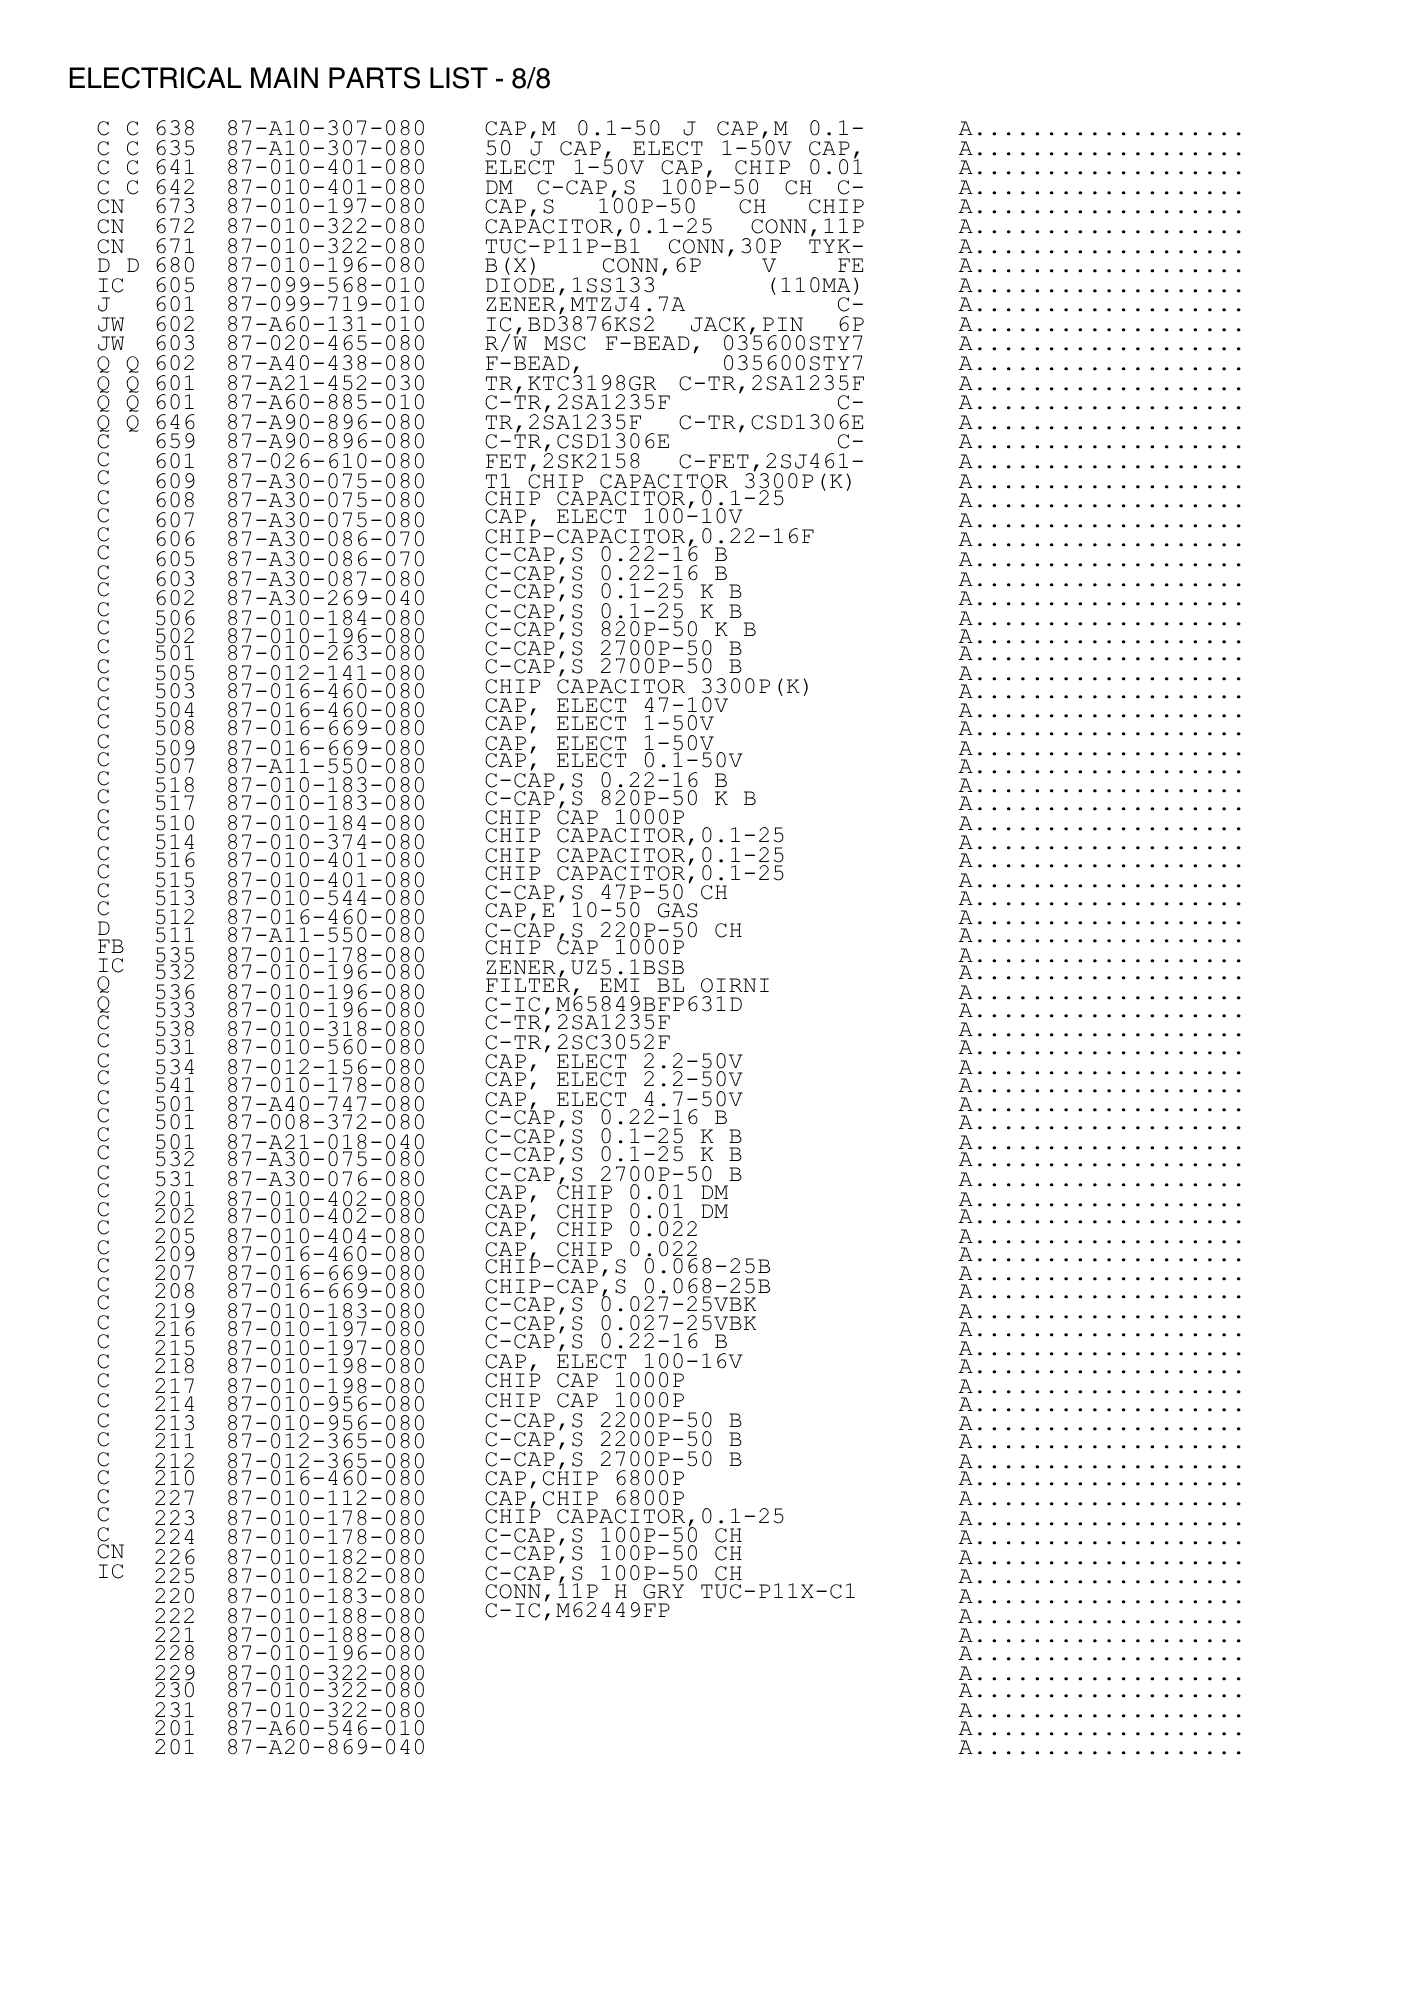 ELECTRICAL MAIN PARTS LIST - 8/8
C C 638 87-A10-307-080 CAP,M 0.1-50 J CAP,M 0.1- A...................
C C 635 87-A10-307-080 50 J CAP, ELECT 1-50V CAP, A...................
C C 641 87-010-401-080 ELECT 1-50V CAP, CHIP 0.01 A...................
C C 642 87-010-401-080 DM C-CAP,S 100P-50 CH C- A...................
CN 673 87-010-197-080 CAP,S 100P-50 CH CHIP A...................
CN 672 87-010-322-080 CAPACITOR,0.1-25 CONN,11P A...................
CN 671 87-010-322-080 TUC-P11P-B1 CONN,30P TYK- A...................
D D 680 87-010-196-080 B(X) CONN,6P V FE A...................
IC 605 87-099-568-010 DIODE,1SS133 (110MA) A...................
J 601 87-099-719-010 ZENER,MTZJ4.7A C- A...................
JW 602 87-A60-131-010 IC,BD3876KS2 JACK,PIN 6P A...................
JW 603 87-020-465-080 R/W MSC F-BEAD, 035600STY7 A...................
Q Q 602 87-A40-438-080 F-BEAD, 035600STY7 A...................
Q Q 601 87-A21-452-030 TR,KTC3198GR C-TR,2SA1235F A...................
Q Q 601 87-A60-885-010 C-TR,2SA1235F C- A...................
Q Q 646 87-A90-896-080 TR,2SA1235F C-TR,CSD1306E A...................
C 659 87-A90-896-080 C-TR,CSD1306E C- A...................
C 601 87-026-610-080 FET,2SK2158 C-FET,2SJ461- A...................
C 609 87-A30-075-080 T1 CHIP CAPACITOR 3300P(K) A...................
C 608 87-A30-075-080 CHIP CAPACITOR,0.1-25 A...................
C 607 87-A30-075-080 CAP, ELECT 100-10V A...................
C 606 87-A30-086-070 CHIP-CAPACITOR,0.22-16F A...................
C 605 87-A30-086-070 C-CAP,S 0.22-16 B A...................
C 603 87-A30-087-080 C-CAP,S 0.22-16 B A...................
C 602 87-A30-269-040 C-CAP,S 0.1-25 K B A...................
C 506 87-010-184-080 C-CAP,S 0.1-25 K B A...................
C 502 87-010-196-080 C-CAP,S 820P-50 K B A...................
C 501 87-010-263-080 C-CAP,S 2700P-50 B A...................
C 505 87-012-141-080 C-CAP,S 2700P-50 B A...................
C 503 87-016-460-080 CHIP CAPACITOR 3300P(K) A...................
C 504 87-016-460-080 CAP, ELECT 47-10V A...................
C 508 87-016-669-080 CAP, ELECT 1-50V A...................
C 509 87-016-669-080 CAP, ELECT 1-50V A...................
C 507 87-A11-550-080 CAP, ELECT 0.1-50V A...................
C 518 87-010-183-080 C-CAP,S 0.22-16 B A...................
C 517 87-010-183-080 C-CAP,S 820P-50 K B A...................
C 510 87-010-184-080 CHIP CAP 1000P A...................
C 514 87-010-374-080 CHIP CAPACITOR,0.1-25 A...................
C 516 87-010-401-080 CHIP CAPACITOR,0.1-25 A...................
C 515 87-010-401-080 CHIP CAPACITOR,0.1-25 A...................
C 513 87-010-544-080 C-CAP,S 47P-50 CH A...................
C 512 87-016-460-080 CAP,E 10-50 GAS A...................
D 511 87-A11-550-080 C-CAP,S 220P-50 CH A...................
FB 535 87-010-178-080 CHIP CAP 1000P A...................
IC 532 87-010-196-080 ZENER,UZ5.1BSB A...................
Q 536 87-010-196-080 FILTER, EMI BL OIRNI A...................
Q 533 87-010-196-080 C-IC,M65849BFP631D A...................
C 538 87-010-318-080 C-TR,2SA1235F A...................
C 531 87-010-560-080 C-TR,2SC3052F A...................
C 534 87-012-156-080 CAP, ELECT 2.2-50V A...................
C 541 87-010-178-080 CAP, ELECT 2.2-50V A...................
C 501 87-A40-747-080 CAP, ELECT 4.7-50V A...................
C 501 87-008-372-080 C-CAP,S 0.22-16 B A...................
C 501 87-A21-018-040 C-CAP,S 0.1-25 K B A...................
C 532 87-A30-075-080 C-CAP,S 0.1-25 K B A...................
C 531 87-A30-076-080 C-CAP,S 2700P-50 B A...................
C 201 87-010-402-080 CAP, CHIP 0.01 DM A...................
C 202 87-010-402-080 CAP, CHIP 0.01 DM A...................
C 205 87-010-404-080 CAP, CHIP 0.022 A...................
C 209 87-016-460-080 CAP, CHIP 0.022 A...................
C 207 87-016-669-080 CHIP-CAP,S 0.068-25B A...................
C 208 87-016-669-080 CHIP-CAP,S 0.068-25B A...................
C 219 87-010-183-080 C-CAP,S 0.027-25VBK A...................
C 216 87-010-197-080 C-CAP,S 0.027-25VBK A...................
C 215 87-010-197-080 C-CAP,S 0.22-16 B A...................
C 218 87-010-198-080 CAP, ELECT 100-16V A...................
C 217 87-010-198-080 CHIP CAP 1000P A...................
C 214 87-010-956-080 CHIP CAP 1000P A...................
C 213 87-010-956-080 C-CAP,S 2200P-50 B A...................
C 211 87-012-365-080 C-CAP,S 2200P-50 B A...................
C 212 87-012-365-080 C-CAP,S 2700P-50 B A...................
C 210 87-016-460-080 CAP,CHIP 6800P A...................
C 227 87-010-112-080 CAP,CHIP 6800P A...................
C 223 87-010-178-080 CHIP CAPACITOR,0.1-25 A...................
C 224 87-010-178-080 C-CAP,S 100P-50 CH A...................
CN 226 87-010-182-080 C-CAP,S 100P-50 CH A...................
IC 225 87-010-182-080 C-CAP,S 100P-50 CH A...................
220 87-010-183-080 CONN,11P H GRY TUC-P11X-C1 A...................
222 87-010-188-080 C-IC,M62449FP A...................
221 87-010-188-080 A...................
228 87-010-196-080 A...................
229 87-010-322-080 A...................
230 87-010-322-080 A...................
231 87-010-322-080 A...................
201 87-A60-546-010 A...................
201 87-A20-869-040 A...................